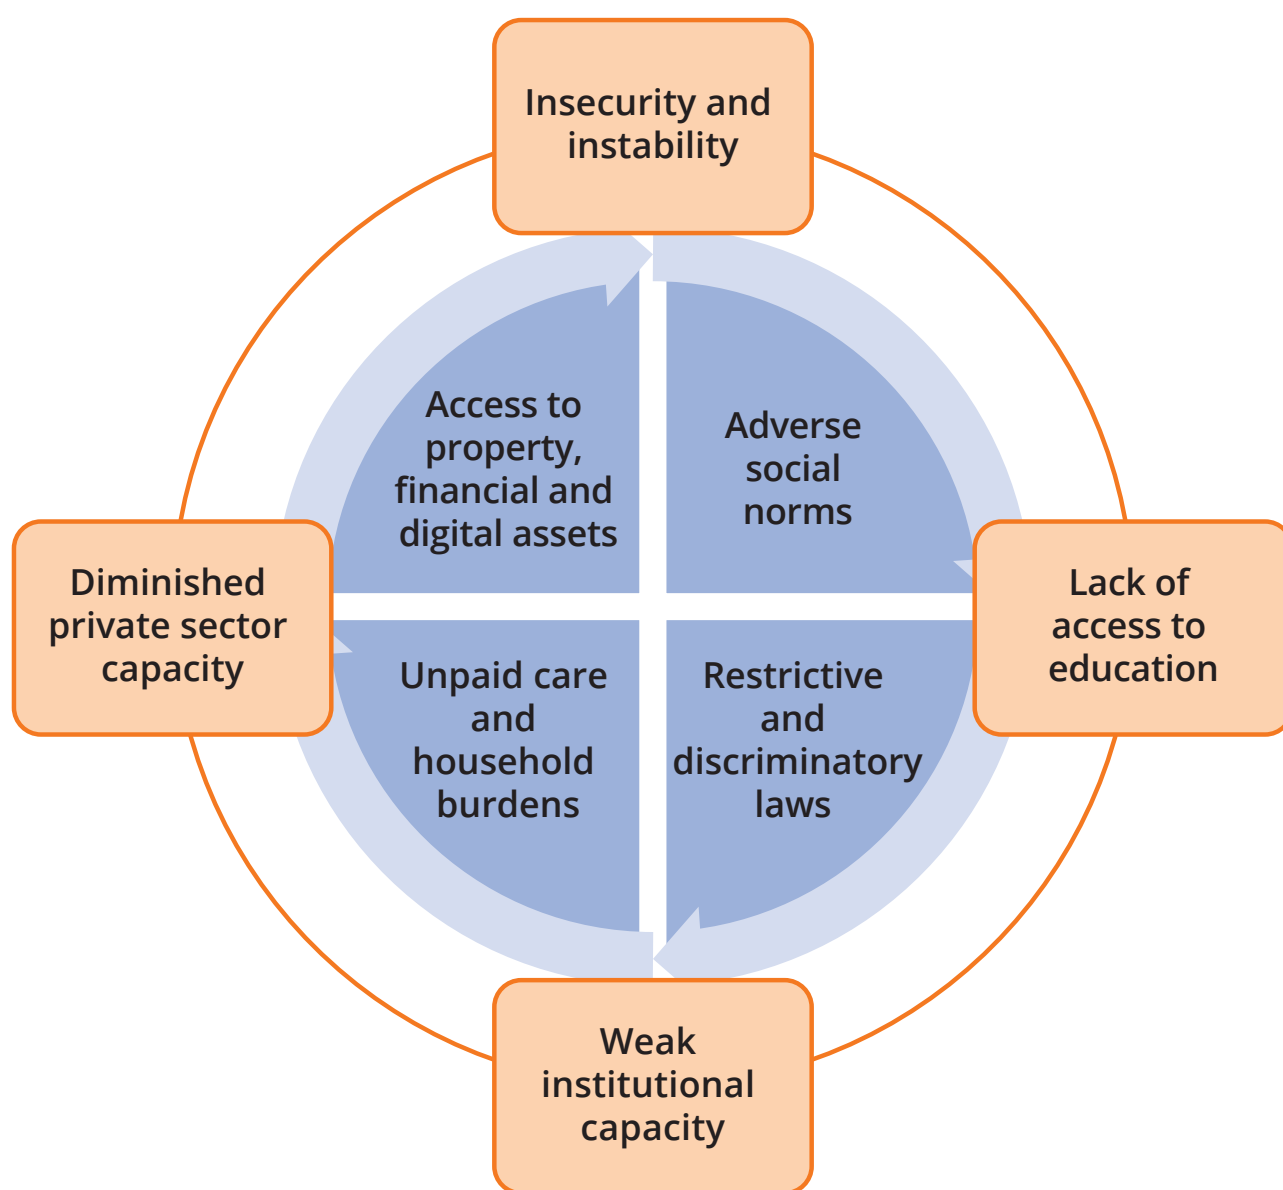 Insecurity and
instability
Access to
property,
financial and
digital assets
Adverse
social
norms
Diminished
private sector
capacity
Lack of
access to
education
Unpaid care
and
household
burdens
Restrictive
and
discriminatory
laws
Weak
institutional
capacity